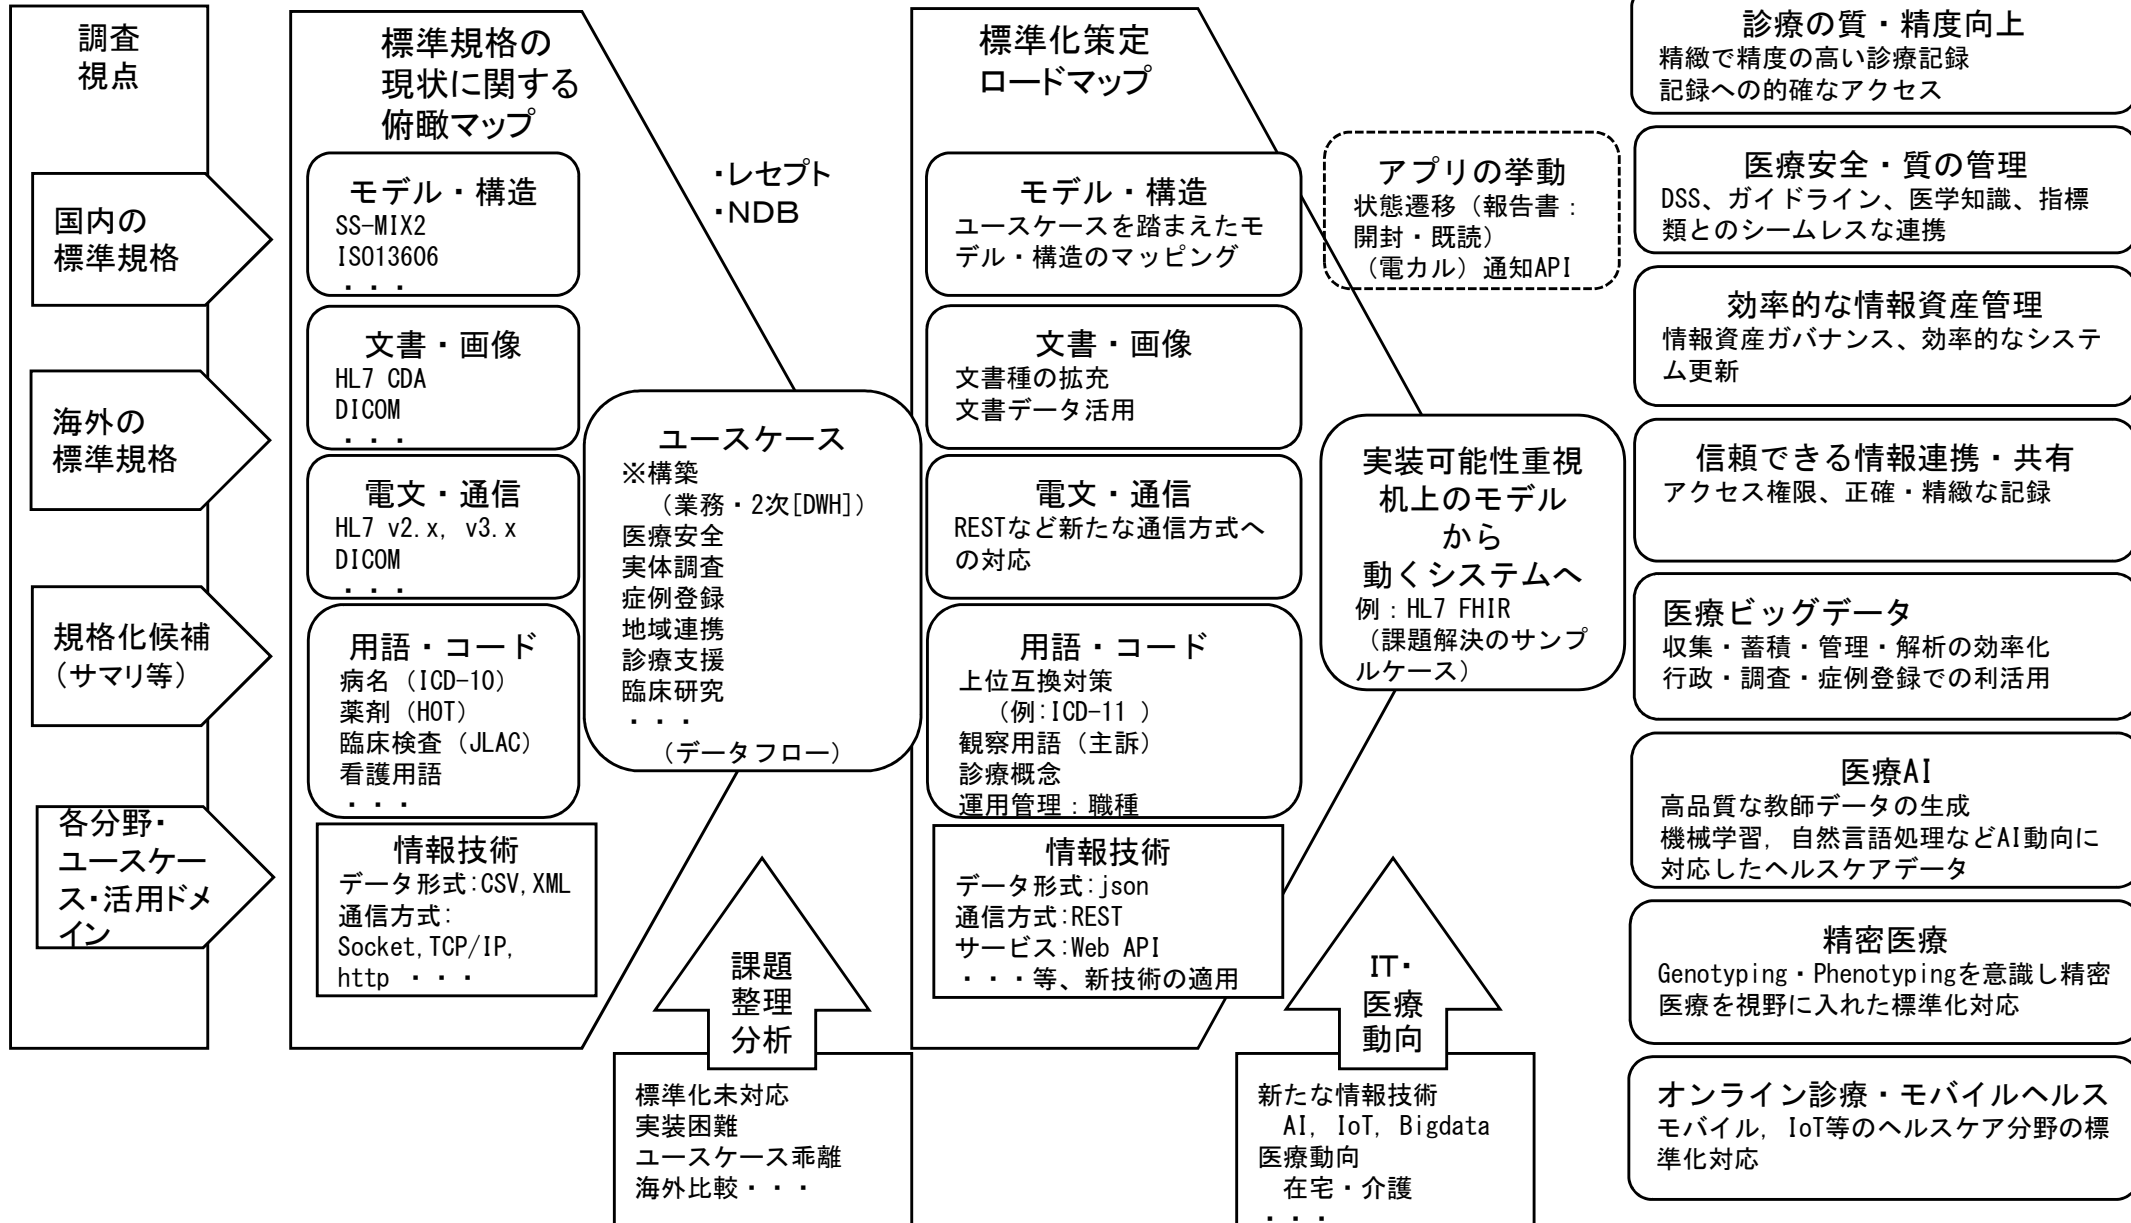 調査
視点
国内の
標準規格
海外の
標準規格
規格化候補
(サマリ等)
各分野・
ユースケー
ス・活用ドメ
イン
標準規格の
現状に関する
俯瞰マップ
モデル・構造
SS-MIX2
ISO13606
・・・
文書・画像
HL7 CDA
DICOM
・・・
電文・通信
HL7 v2.x, v3.x
DICOM
・・・
用語・コード
病名（ICD-10）
薬剤（HOT）
臨床検査（JLAC）
看護用語
・・・
情報技術
データ形式:CSV,XML
通信方式:
Socket,TCP/IP,
http ・・・
・レセプト
・NDB
ユースケース
※構築
（業務・2次[DWH]）
医療安全
実体調査
症例登録
地域連携
診療支援
臨床研究
・・・
（データフロー）
課題
整理
分析
標準化未対応
実装困難
ユースケース乖離
海外比較・・・
標準化策定
ロードマップ
モデル・構造
ユースケースを踏まえたモ
デル・構造のマッピング
文書・画像
文書種の拡充
文書データ活用
電文・通信
RESTなど新たな通信方式へ
の対応
用語・コード
上位互換対策
（例:ICD-11 ）
観察用語（主訴）
診療概念
運用管理：職種
情報技術
データ形式:json
通信方式:REST
サービス:Web API
・・・等、新技術の適用
アプリの挙動
状態遷移（報告書：
開封・既読）
（電カル）通知API
実装可能性重視
机上のモデル
から
動くシステムへ
例：HL7 FHIR
（課題解決のサンプ
ルケース）
IT・
医療
動向
新たな情報技術
AI, IoT, Bigdata
医療動向
在宅・介護
・・・
診療の質・精度向上
精緻で精度の高い診療記録
記録への的確なアクセス
医療安全・質の管理
DSS、ガイドライン、医学知識、指標
類とのシームレスな連携
効率的な情報資産管理
情報資産ガバナンス、効率的なシステ
ム更新
信頼できる情報連携・共有
アクセス権限、正確・精緻な記録
医療ビッグデータ
収集・蓄積・管理・解析の効率化
行政・調査・症例登録での利活用
医療AI
高品質な教師データの生成
機械学習, 自然言語処理などAI動向に
対応したヘルスケアデータ
精密医療
Genotyping・Phenotypingを意識し精密
医療を視野に入れた標準化対応
オンライン診療・モバイルヘルス
モバイル, IoT等のヘルスケア分野の標
準化対応